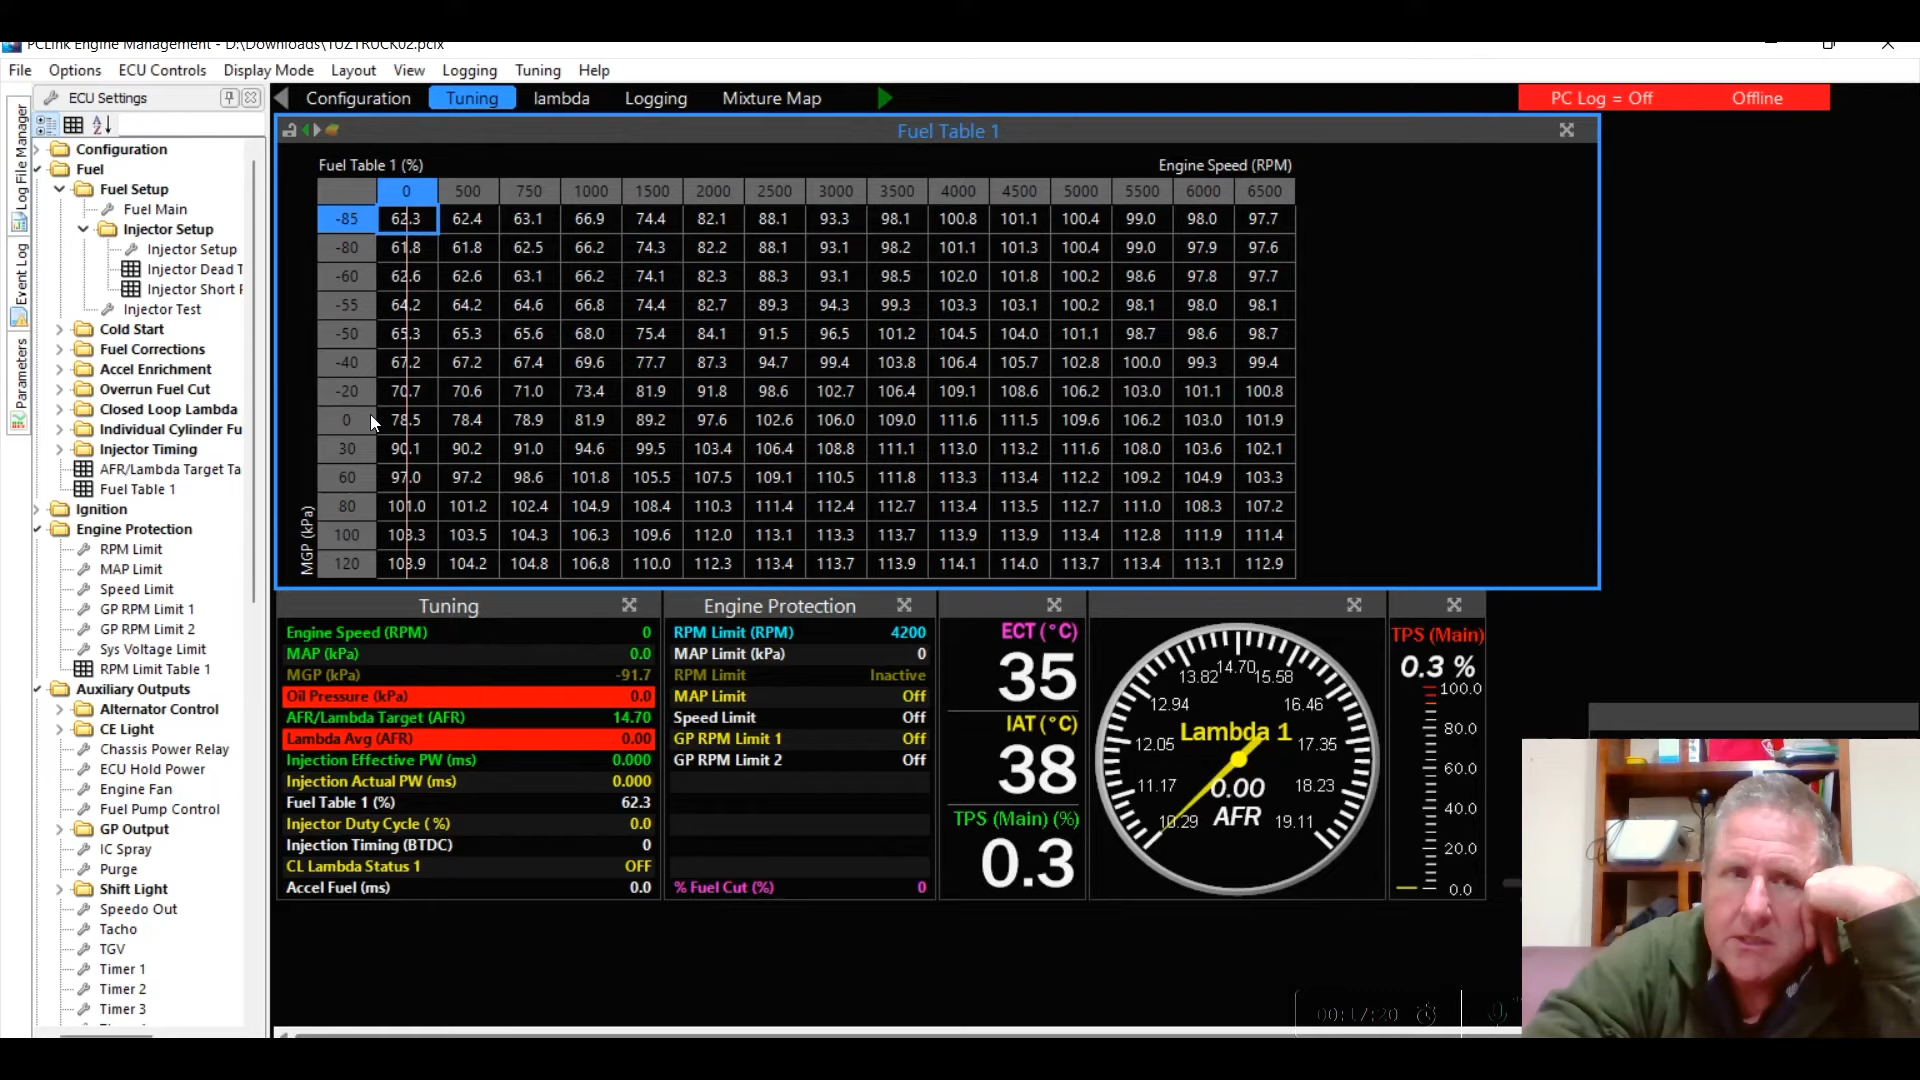 PCLink Engine Management - D:\Downloads\TUZTRUCK02.pclx
File Options ECU Controls Display Mode Layout View Logging Tuning Help
ECU Settings
Configuration Tuning lambda Logging Mixture Map
PC Log = Off Offline
Log File Manager
Event Log
Parameters
Configuration
Fuel
Fuel Setup
Fuel Main
Injector Setup
Injector Setup
Injector Dead T
Injector Short F
Injector Test
Cold Start
Fuel Corrections
Accel Enrichment
Overrun Fuel Cut
Closed Loop Lambda
Individual Cylinder Fu
Injector Timing
AFR/Lambda Target Ta
Fuel Table 1
Ignition
Engine Protection
RPM Limit
MAP Limit
Speed Limit
GP RPM Limit 1
GP RPM Limit 2
Sys Voltage Limit
RPM Limit Table 1
Auxiliary Outputs
Alternator Control
CE Light
Chassis Power Relay
ECU Hold Power
Engine Fan
Fuel Pump Control
GP Output
IC Spray
Purge
Shift Light
Speedo Out
Tacho
TGV
Timer 1
Timer 2
Timer 3
Fuel Table 1
Fuel Table 1 (%) Engine Speed (RPM)
0 500 750 1000 1500 2000 2500 3000 3500 4000 4500 5000 5500 6000 6500
-85 62.3 62.4 63.1 66.9 74.4 82.1 88.1 93.3 98.1 100.8 101.1 100.4 99.0 98.0 97.7
-80 61.8 61.8 62.5 66.2 74.3 82.2 88.1 93.1 98.2 101.1 101.3 100.4 99.0 97.9 97.6
-60 62.6 62.6 63.1 66.2 74.1 82.3 88.3 93.1 98.5 102.0 101.8 100.2 98.6 97.8 97.7
-55 64.2 64.2 64.6 66.8 74.4 82.7 89.3 94.3 99.3 103.3 103.1 100.2 98.1 98.0 98.1
-50 65.3 65.3 65.6 68.0 75.4 84.1 91.5 96.5 101.2 104.5 104.0 101.1 98.7 98.6 98.7
-40 67.2 67.2 67.4 69.6 77.7 87.3 94.7 99.4 103.8 106.4 105.7 102.8 100.0 99.3 99.4
-20 70.7 70.6 71.0 73.4 81.9 91.8 98.6 102.7 106.4 109.1 108.6 106.2 103.0 101.1 100.8
0 78.5 78.4 78.9 81.9 89.2 97.6 102.6 106.0 109.0 111.6 111.5 109.6 106.2 103.0 101.9
30 90.1 90.2 91.0 94.6 99.5 103.4 106.4 108.8 111.1 113.0 113.2 111.6 108.0 103.6 102.1
60 97.0 97.2 98.6 101.8 105.5 107.5 109.1 110.5 111.8 113.3 113.4 112.2 109.2 104.9 103.3
80 101.0 101.2 102.4 104.9 108.4 110.3 111.4 112.4 112.7 113.4 113.5 112.7 111.0 108.3 107.2
100 103.3 103.5 104.3 106.3 109.6 112.0 113.1 113.3 113.7 113.9 113.9 113.4 112.8 111.9 111.4
120 103.9 104.2 104.8 106.8 110.0 112.3 113.4 113.7 113.9 114.1 114.0 113.7 113.4 113.1 112.9
MGP (kPa)
Tuning
Engine Speed (RPM) 0
MAP (kPa) 0.0
MGP (kPa) -91.7
Oil Pressure (kPa) 0.0
AFR/Lambda Target (AFR) 14.70
Lambda Avg (AFR) 0.00
Injection Effective PW (ms) 0.000
Injection Actual PW (ms) 0.000
Fuel Table 1 (%) 62.3
Injector Duty Cycle (%) 0.0
Injection Timing (BTDC) 0
CL Lambda Status 1 OFF
Accel Fuel (ms) 0.0
Engine Protection
RPM Limit (RPM) 4200
MAP Limit (kPa) 0
RPM Limit Inactive
MAP Limit Off
Speed Limit Off
GP RPM Limit 1 Off
GP RPM Limit 2 Off
% Fuel Cut (%) 0
ECT (°C)
35
IAT (°C)
38
TPS (Main) (%)
0.3
13.82 14.70 15.58
12.94 16.46
Lambda 1
12.05 17.35
11.17 18.23
0.00
10.29 AFR 19.11
TPS (Main)
0.3 %
100.0
80.0
60.0
40.0
20.0
0.0
00:17:20